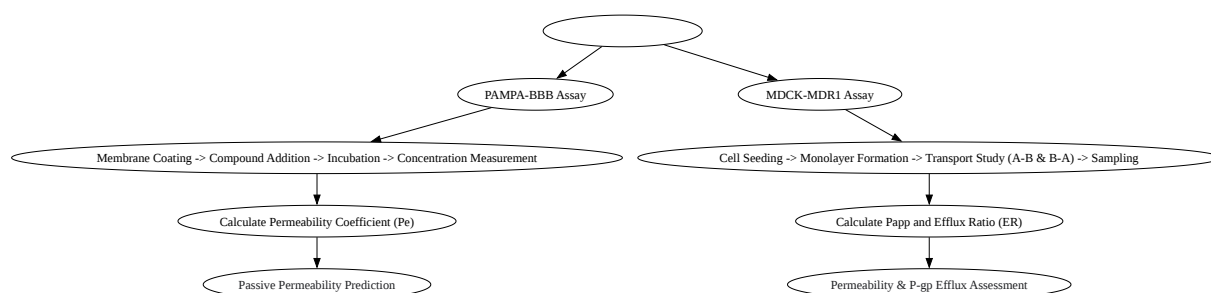 PAMPA-BBB Assay
MDCK-MDR1 Assay
Membrane Coating -> Compound Addition -> Incubation -> Concentration Measurement
Cell Seeding -> Monolayer Formation -> Transport Study (A-B & B-A) -> Sampling
Calculate Permeability Coefficient (Pe)
Calculate Papp and Efflux Ratio (ER)
Passive Permeability Prediction
Permeability & P-gp Efflux Assessment